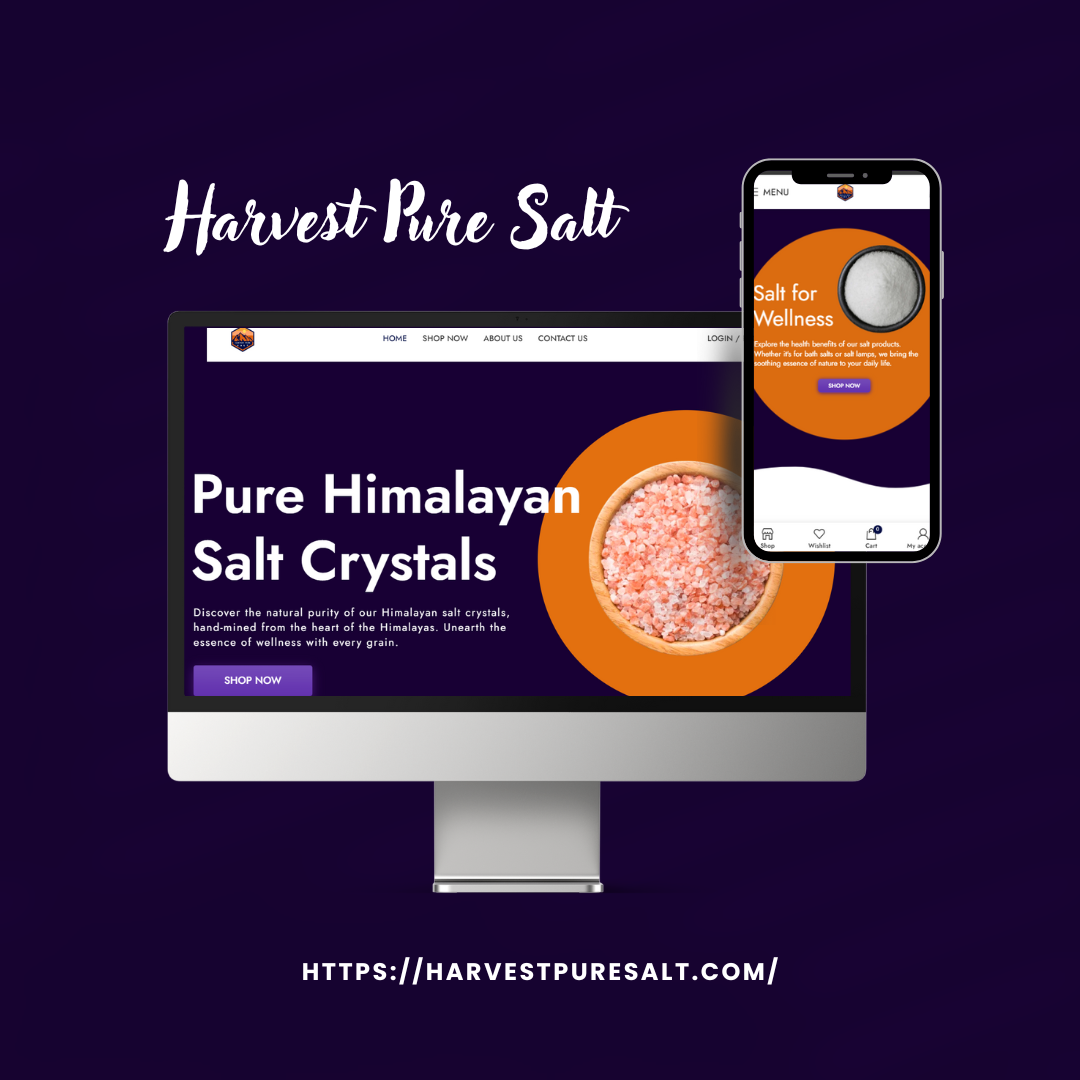 Harvest Pure Salt
HOME SHOP NOW ABOUT US CONTACT US LOGIN /
Pure Himalayan
Salt Crystals
Discover the natural purity of our Himalayan salt crystals,
hand-mined from the heart of the Himalayas. Unearth the
essence of wellness with every grain.
SHOP NOW
MENU
Salt for
Wellness
Explore the health benefits of our salt products.
Whether it's for bath salts or salt lamps, we bring the
soothing essence of nature to your daily life.
SHOP NOW
0
Shop Wishlist Cart My
HTTPS://HARVESTPURESALT.COM/